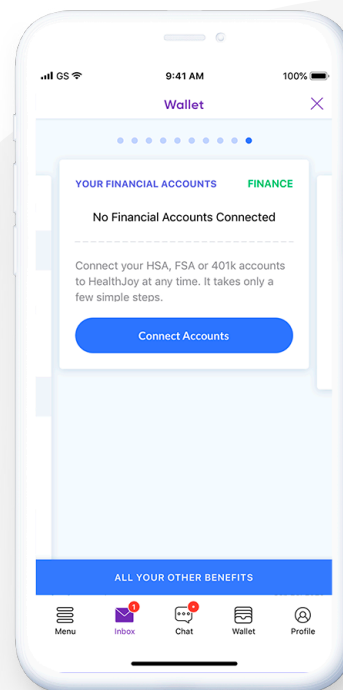 GS
9:41 AM
100%
Wallet
YOUR FINANCIAL ACCOUNTS
FINANCE
No Financial Accounts Connected
Connect your HSA, FSA or 401k accounts
to HealthJoy at any time. It takes only a
few simple steps.
Connect Accounts
ALL YOUR OTHER BENEFITS
1
Menu
Inbox
Chat
Wallet
Profile